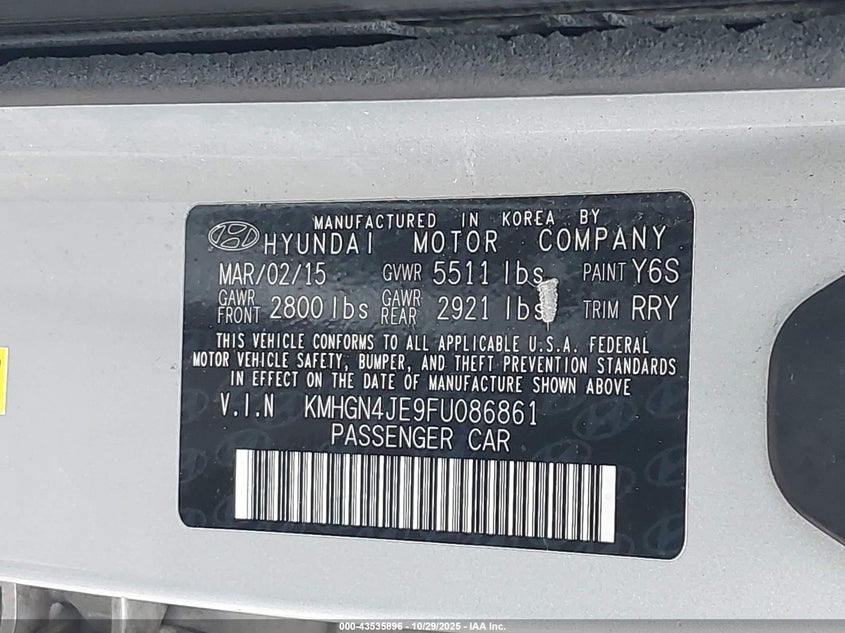 MANUFACTURED IN KOREA BY
HYUNDAI MOTOR COMPANY
MAR/02/15 GVWR 5511 lbs PAINT Y6S
GAWR FRONT 2800 lbs GAWR REAR 2921 lbs TRIM RRY
THIS VEHICLE CONFORMS TO ALL APPLICABLE U.S.A. FEDERAL
MOTOR VEHICLE SAFETY, BUMPER, AND THEFT PREVENTION STANDARDS
IN EFFECT ON THE DATE OF MANUFACTURE SHOWN ABOVE
V.I.N KMHGN4JE9FU086861
PASSENGER CAR
000-43535896 - 10/29/2025 - IAA Inc.